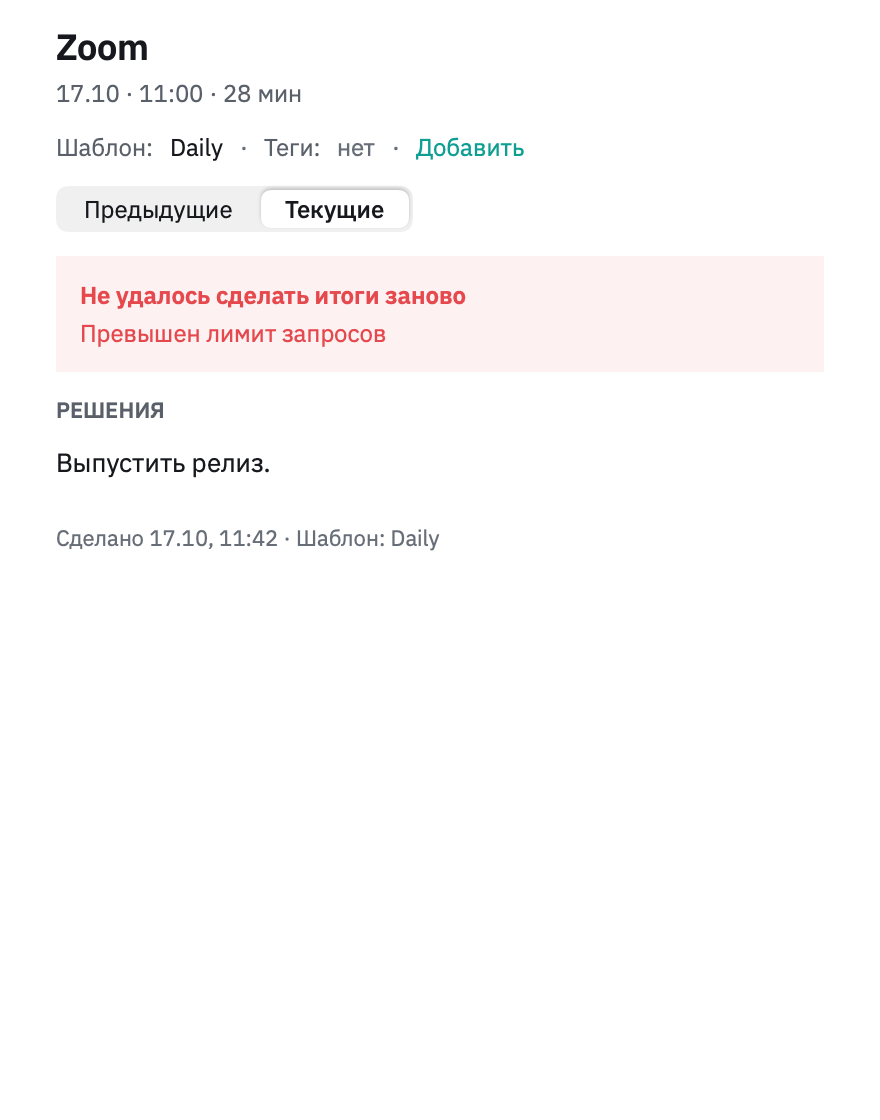 Zoom
17.10 · 11:00 · 28 мин
Шаблон: Daily · Теги: нет · Добавить
Предыдущие Текущие
Не удалось сделать итоги заново
Превышен лимит запросов
РЕШЕНИЯ
Выпустить релиз.
Сделано 17.10, 11:42 · Шаблон: Daily